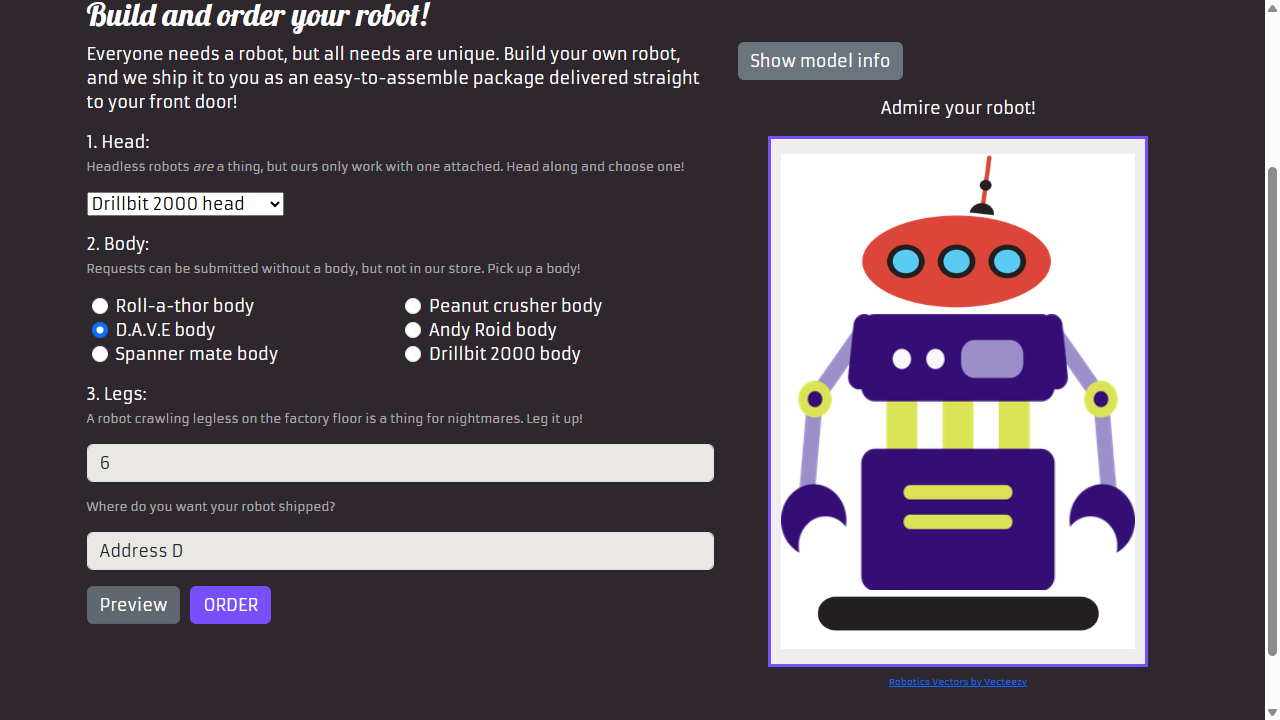 Build and order your robot!
Everyone needs a robot, but all needs are unique. Build your own robot,
and we ship it to you as an easy-to-assemble package delivered straight
to your front door!
1. Head:
Headless robots are a thing, but ours only work with one attached. Head along and choose one!
Drillbit 2000 head
2. Body:
Requests can be submitted without a body, but not in our store. Pick up a body!
Roll-a-thor body
Peanut crusher body
D.A.V.E body
Andy Roid body
Spanner mate body
Drillbit 2000 body
3. Legs:
A robot crawling legless on the factory floor is a thing for nightmares. Leg it up!
6
Where do you want your robot shipped?
Address D
Preview
ORDER
Show model info
Admire your robot!
Robotics Vectors by Vecteezy